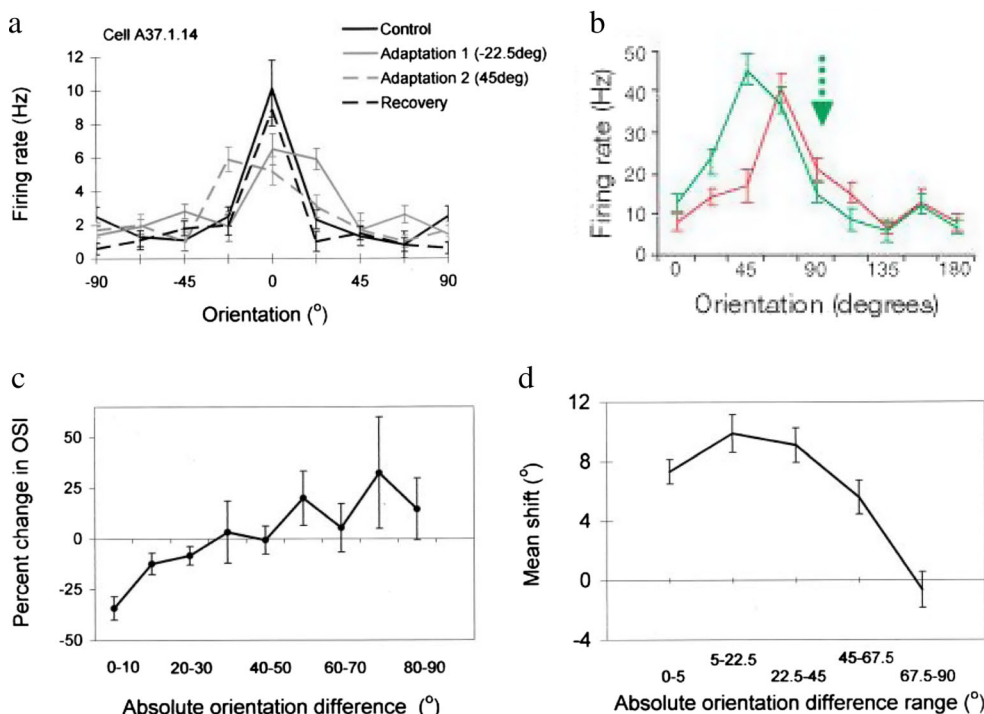 a
Cell A37.1.14
Control
Adaptation 1 (-22.5deg)
Adaptation 2 (45deg)
Recovery
Firing rate (Hz)
12
10
8
6
4
2
0
-90
-45
0
45
90
Orientation (°)
b
Firing rate (Hz)
50
40
30
20
10
0
0
45
90
135
180
Orientation (degrees)
c
Percent change in OSI
50
25
0
-25
-50
0-10
20-30
40-50
60-70
80-90
Absolute orientation difference (°)
d
Mean shift (°)
12
8
4
0
-4
0-5
5-22.5
22.5-45
45-67.5
67.5-90
Absolute orientation difference range (°)